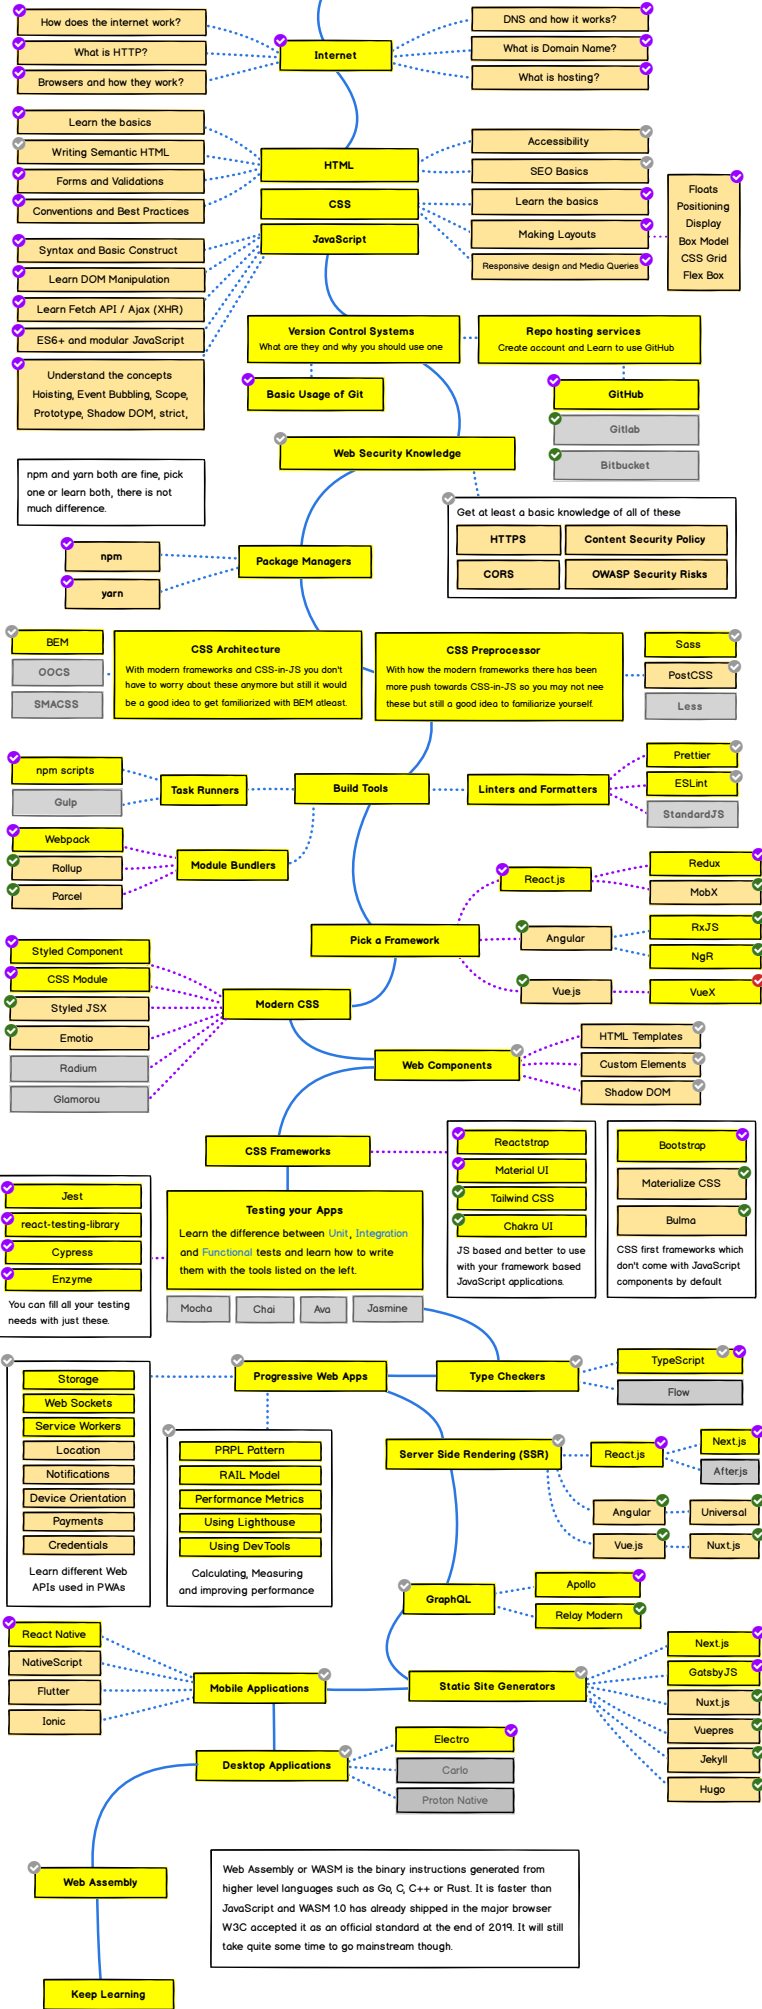 How does the internet work?
What is HTTP?
Browsers and how they work?
Internet
DNS and how it works?
What is Domain Name?
What is hosting?
Learn the basics
Writing Semantic HTML
Forms and Validations
Conventions and Best Practices
HTML
CSS
JavaScript
Accessibility
SEO Basics
Learn the basics
Making Layouts
Responsive design and Media Queries
Floats
Positioning
Display
Box Model
CSS Grid
Flex Box
Syntax and Basic Construct
Learn DOM Manipulation
Learn Fetch API / Ajax (XHR)
ES6+ and modular JavaScript
Understand the concepts
Hoisting, Event Bubbling, Scope,
Prototype, Shadow DOM, strict,
Version Control Systems
What are they and why you should use one
Repo hosting services
Create account and Learn to use GitHub
Basic Usage of Git
GitHub
Gitlab
Bitbucket
Web Security Knowledge
Get at least a basic knowledge of all of these
HTTPS
Content Security Policy
CORS
OWASP Security Risks
npm and yarn both are fine, pick
one or learn both, there is not
much difference.
npm
yarn
Package Managers
BEM
OOCS
SMACSS
CSS Architecture
With modern frameworks and CSS-in-JS you don't
have to worry about these anymore but still it would
be a good idea to get familiarized with BEM atleast.
CSS Preprocessor
With how the modern frameworks there has been
more push towards CSS-in-JS so you may not nee
these but still a good idea to familiarize yourself.
Sass
PostCSS
Less
npm scripts
Gulp
Task Runners
Build Tools
Linters and Formatters
Prettier
ESLint
StandardJS
Webpack
Rollup
Parcel
Module Bundlers
Pick a Framework
React.js
Redux
MobX
Angular
RxJS
NgR
Vue.js
VueX
Styled Component
CSS Module
Styled JSX
Emotio
Radium
Glamorou
Modern CSS
Web Components
HTML Templates
Custom Elements
Shadow DOM
CSS Frameworks
Reactstrap
Material UI
Tailwind CSS
Chakra UI
JS based and better to use
with your framework based
JavaScript applications.
Bootstrap
Materialize CSS
Bulma
CSS first frameworks which
don't come with JavaScript
components by default
Jest
react-testing-library
Cypress
Enzyme
You can fill all your testing
needs with just these.
Testing your Apps
Learn the difference between Unit, Integration
and Functional tests and learn how to write
them with the tools listed on the left.
Mocha
Chai
Ava
Jasmine
Progressive Web Apps
Type Checkers
TypeScript
Flow
Storage
Web Sockets
Service Workers
Location
Notifications
Device Orientation
Payments
Credentials
Learn different Web
APIs used in PWAs
PRPL Pattern
RAIL Model
Performance Metrics
Using Lighthouse
Using DevTools
Calculating, Measuring
and improving performance
Server Side Rendering (SSR)
React.js
Next.js
After.js
Angular
Universal
Vue.js
Nuxt.js
GraphQL
Apollo
Relay Modern
React Native
NativeScript
Flutter
Ionic
Mobile Applications
Static Site Generators
Next.js
GatsbyJS
Nuxt.js
Vuepres
Jekyll
Hugo
Desktop Applications
Electro
Carlo
Proton Native
Web Assembly
Web Assembly or WASM is the binary instructions generated from
higher level languages such as Go, C, C++ or Rust. It is faster than
JavaScript and WASM 1.0 has already shipped in the major browser
W3C accepted it as an official standard at the end of 2019. It will still
take quite some time to go mainstream though.
Keep Learning